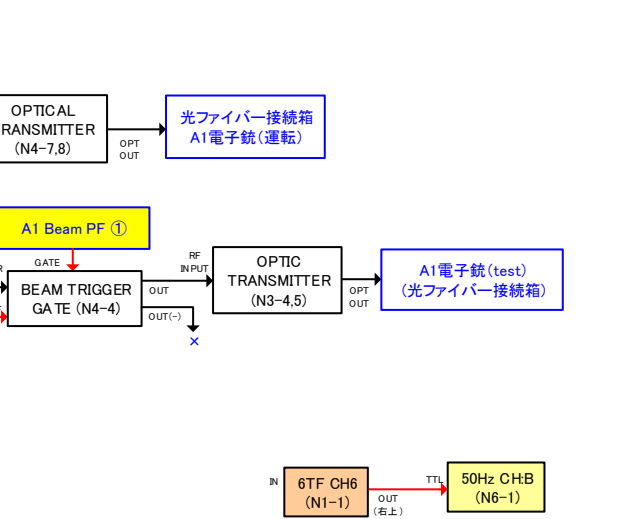 OPTICAL
RANSMITTER
(N4-7,8)
OPT
OUT
光ファイバー接続箱
A1電子銃(運転)
A1 Beam PF ①
GATE
BEAM TRIGGER
GATE (N4-4)
OUT
OUT(-)
×
RF
INPUT
OPTIC
TRANSMITTER
(N3-4,5)
OPT
OUT
A1電子銃(test)
(光ファイバー接続箱)
IN
6TF CH6
(N1-1)
OUT
(右上)
TTL
50Hz CH:B
(N6-1)